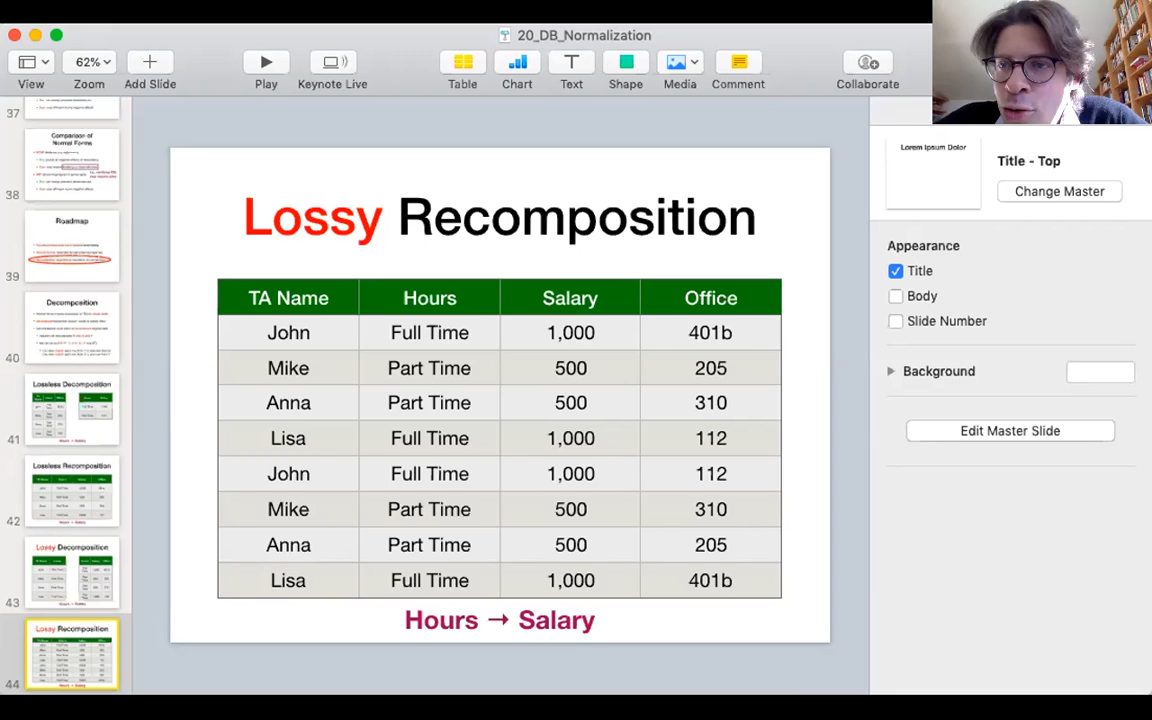 20_DB_Normalization
View
62%
Zoom
Add Slide
Play
Keynote Live
Table
Chart
Text
Shape
Media
Comment
Collaborate
37
Comparison of
Normal Forms
38
Roadmap
39
Decomposition
40
Lossless Decomposition
41
Lossless Recomposition
42
Lossy Decomposition
43
Lossy Recomposition
44
Lossy Recomposition
TA Name Hours Salary Office
John Full Time 1,000 401b
Mike Part Time 500 205
Anna Part Time 500 310
Lisa Full Time 1,000 112
John Full Time 1,000 112
Mike Part Time 500 310
Anna Part Time 500 205
Lisa Full Time 1,000 401b
Hours → Salary
Lorem Ipsum Dolor
Title - Top
Change Master
Appearance
Title
Body
Slide Number
Background
Edit Master Slide